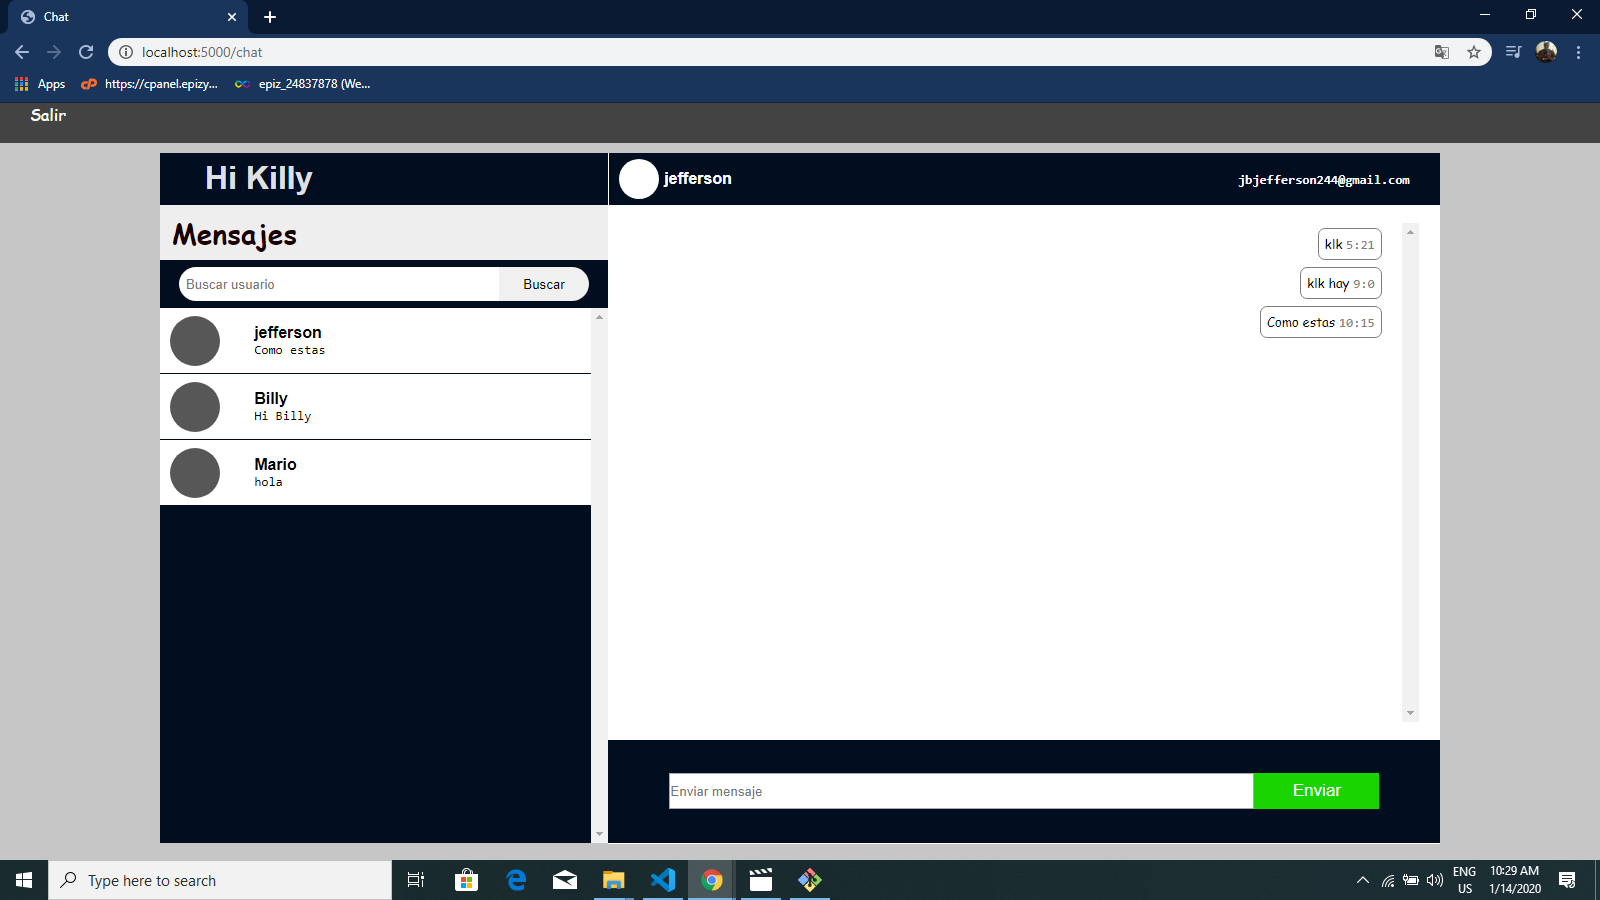 Chat
localhost:5000/chat
Apps
https://cpanel.epizy...
epiz_24837878 (We...
Salir
Hi Killy
jefferson
jbjefferson244@gmail.com
Mensajes
Buscar usuario
Buscar
jefferson
Como estas
Billy
Hi Billy
Mario
hola
klk 5:21
klk hay 9:0
Como estas 10:15
Enviar mensaje
Enviar
Type here to search
ENG
US
10:29 AM
1/14/2020